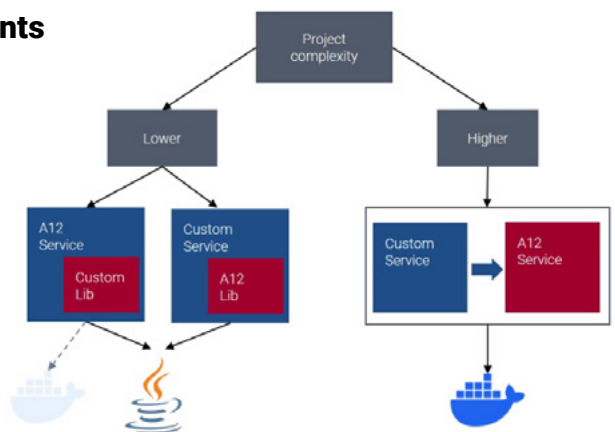 nts
Project
complexity
Lower
Higher
A12
Service
Custom
Lib
Custom
Service
A12
Lib
Custom
Service
A12
Service